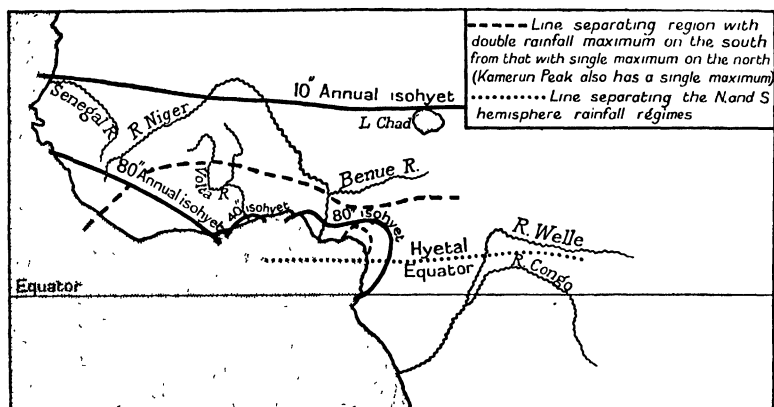 Line separating region with
double rainfall maximum on the south
from that with single maximum on the north
(Kamerun Peak also has a single maximum)
Line separating the N. and S
hemisphere rainfall régimes
10" Annual isohyet
Senegal R.
R Niger
L Chad
80" Annual isohyet
Volta R
40" isohyet
Benue R.
80" isohyet
R. Welle
Hyetal
Equator
R. Congo
Equator